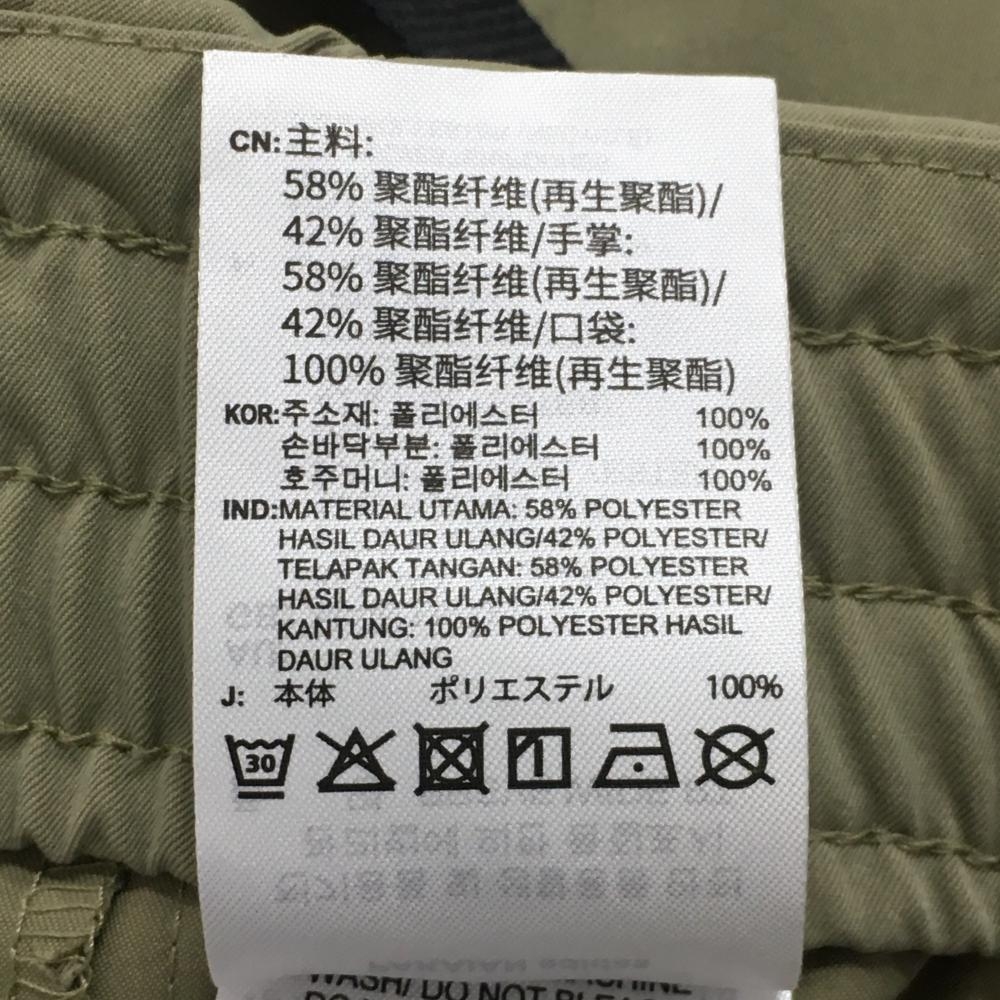 CN:主料:
58% 聚酯纤维(再生聚酯)/
42% 聚酯纤维/手掌:
58% 聚酯纤维(再生聚酯)/
42% 聚酯纤维/口袋:
100% 聚酯纤维(再生聚酯)
KOR:주소재: 폴리에스터 100%
손바닥부분: 폴리에스터 100%
호주머니: 폴리에스터 100%
IND:MATERIAL UTAMA: 58% POLYESTER
HASIL DAUR ULANG/42% POLYESTER/
TELAPAK TANGAN: 58% POLYESTER
HASIL DAUR ULANG/42% POLYESTER/
KANTUNG: 100% POLYESTER HASIL
DAUR ULANG
J: 本体 ポリエステル 100%
30
WASH/ DO NOT BLEACH